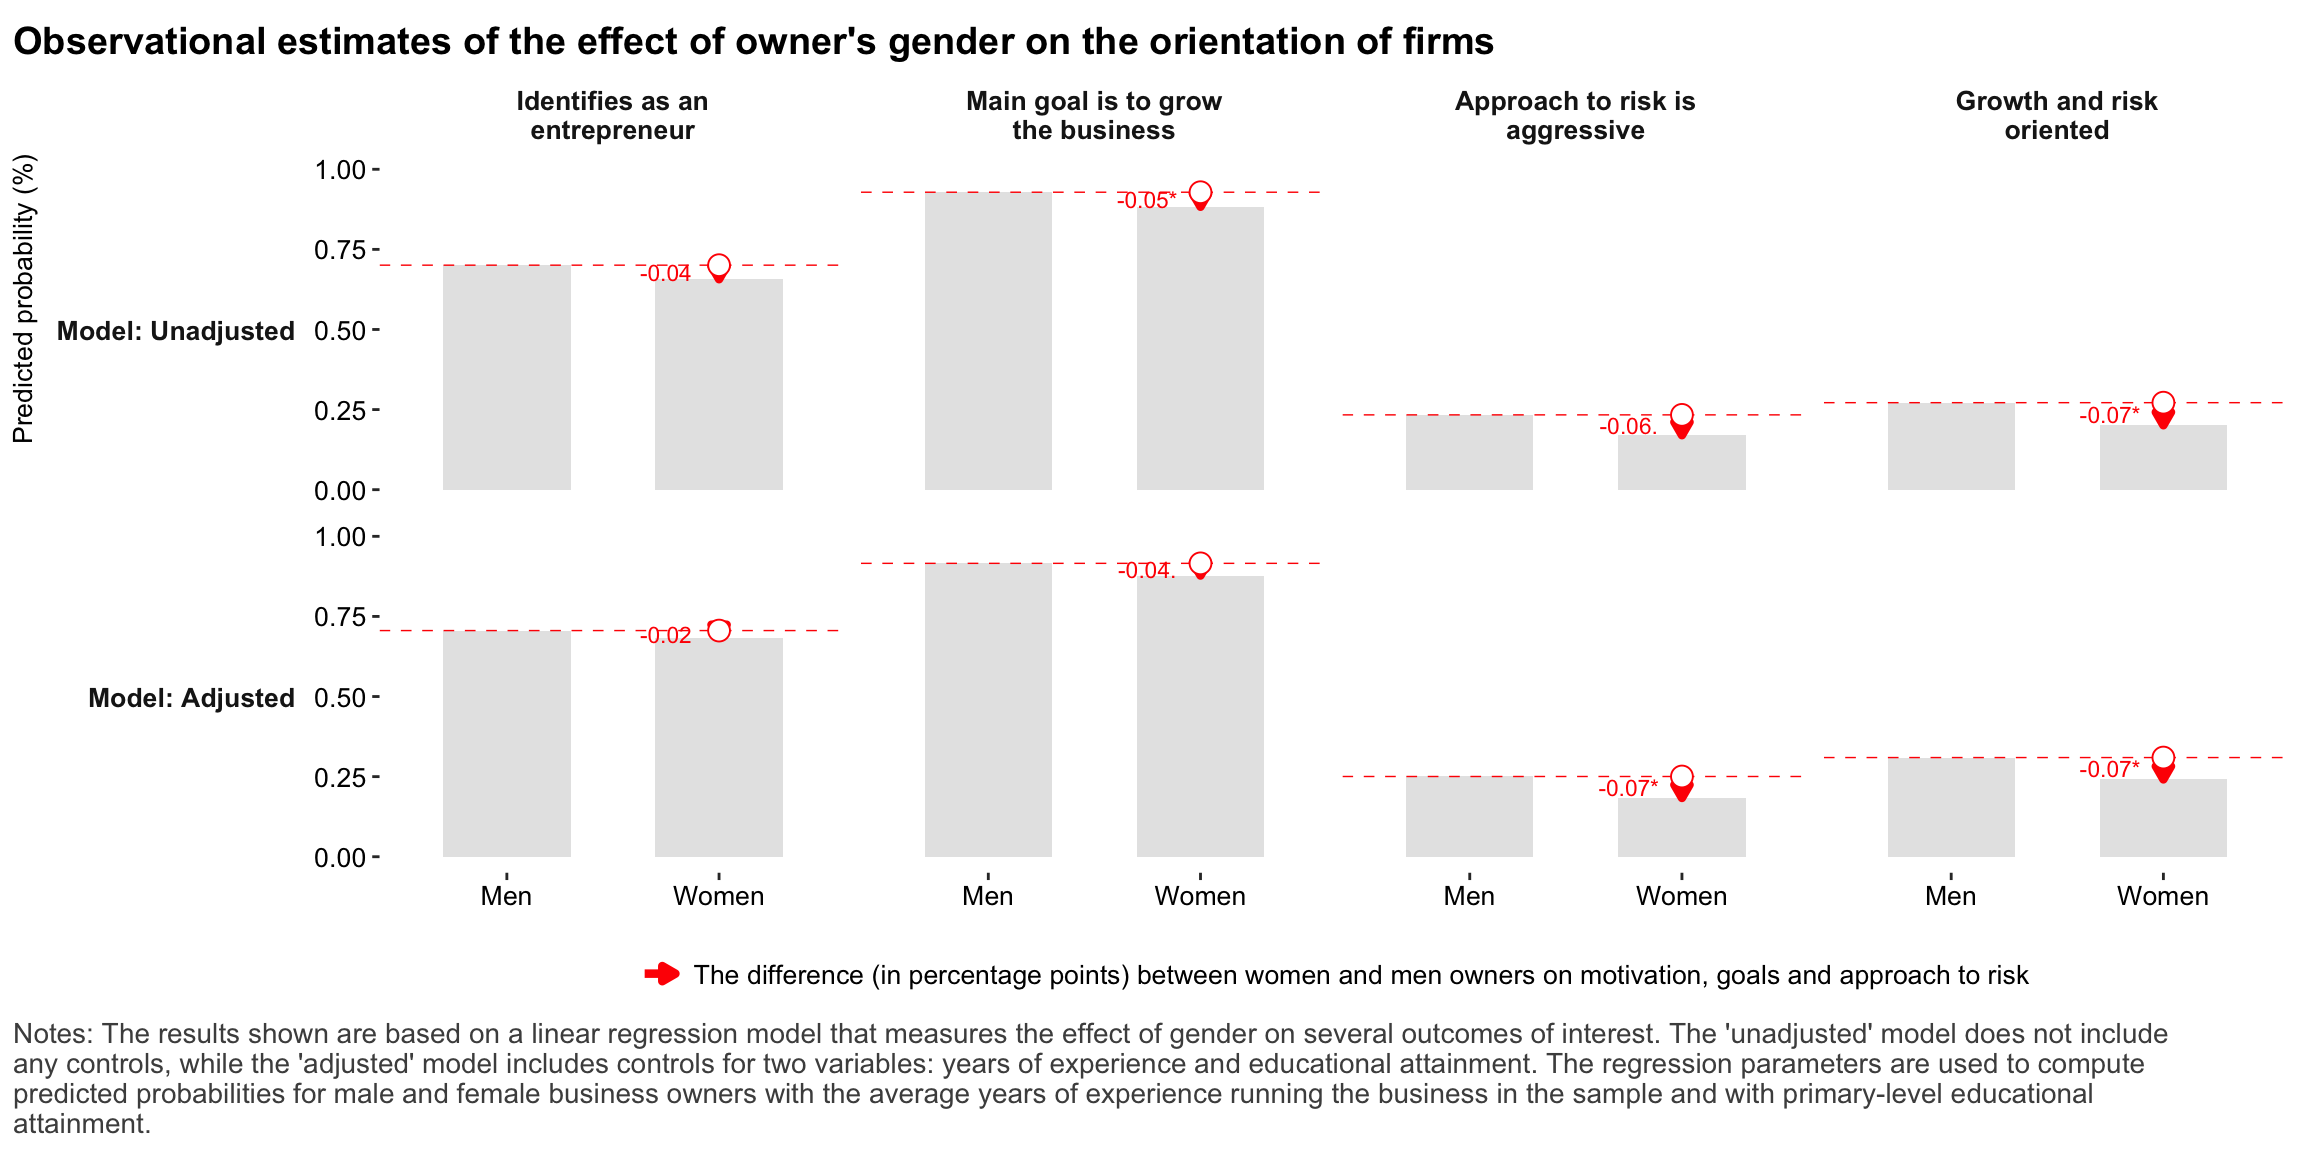 Observational estimates of the effect of owner's gender on the orientation of firms
Identifies as an
entrepreneur
Main goal is to grow
the business
Approach to risk is
aggressive
Growth and risk
oriented
Predicted probability (%)
Model: Unadjusted
1.00
0.75
0.50
0.25
0.00
-0.04
-0.05*
-0.06.
-0.07*
Model: Adjusted
1.00
0.75
0.50
0.25
0.00
-0.02
-0.04.
-0.07*
-0.07*
Men
Women
Men
Women
Men
Women
Men
Women
The difference (in percentage points) between women and men owners on motivation, goals and approach to risk
Notes: The results shown are based on a linear regression model that measures the effect of gender on several outcomes of interest. The 'unadjusted' model does not include
any controls, while the 'adjusted' model includes controls for two variables: years of experience and educational attainment. The regression parameters are used to compute
predicted probabilities for male and female business owners with the average years of experience running the business in the sample and with primary-level educational
attainment.